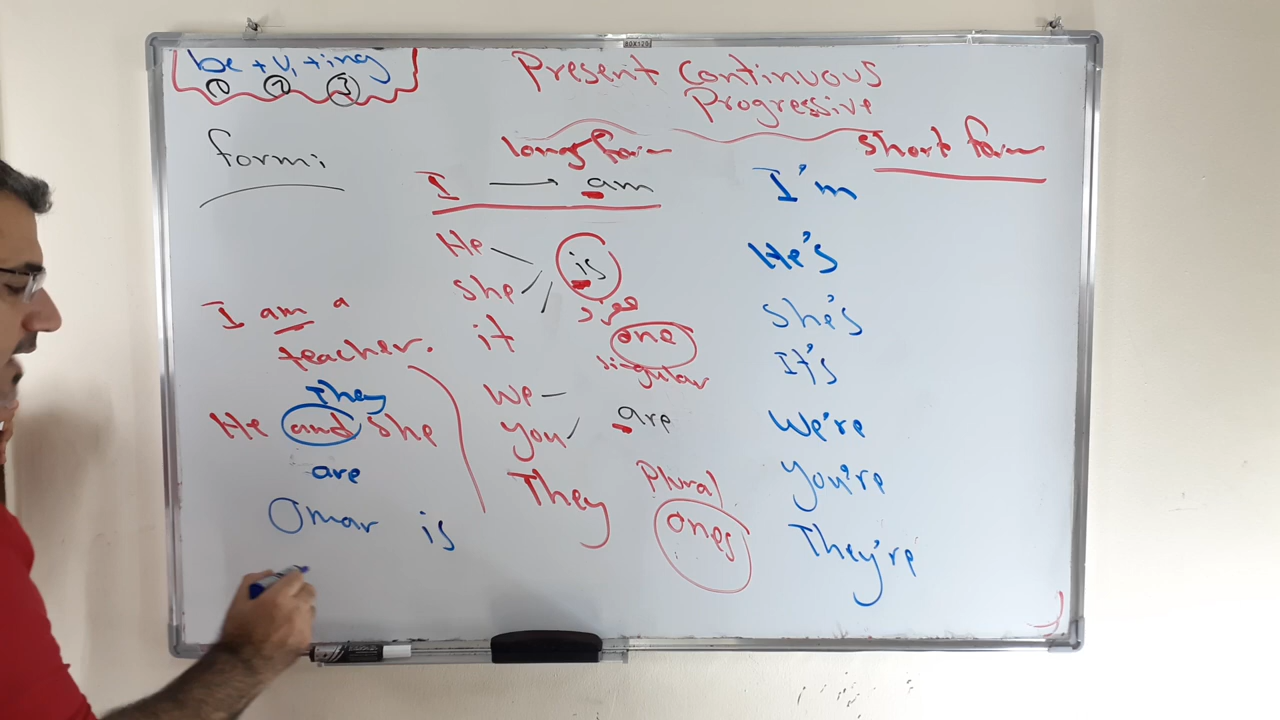 be + V₁ + ing
① ② ③
Present Continuous
Progressive
form:
long form
short form
I → am
I'm
He
is
He's
she
she's
it
It's
one
singular
I am a
teacher.
They
He and she
are
Omar is
we
you
They
are
We're
You're
They're
Plural
ones
80X120